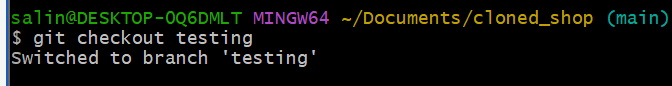 salin@DESKTOP-OQ6DMLT MINGW64 ~/Documents/cloned_shop (main)
$ git checkout testing
Switched to branch 'testing'